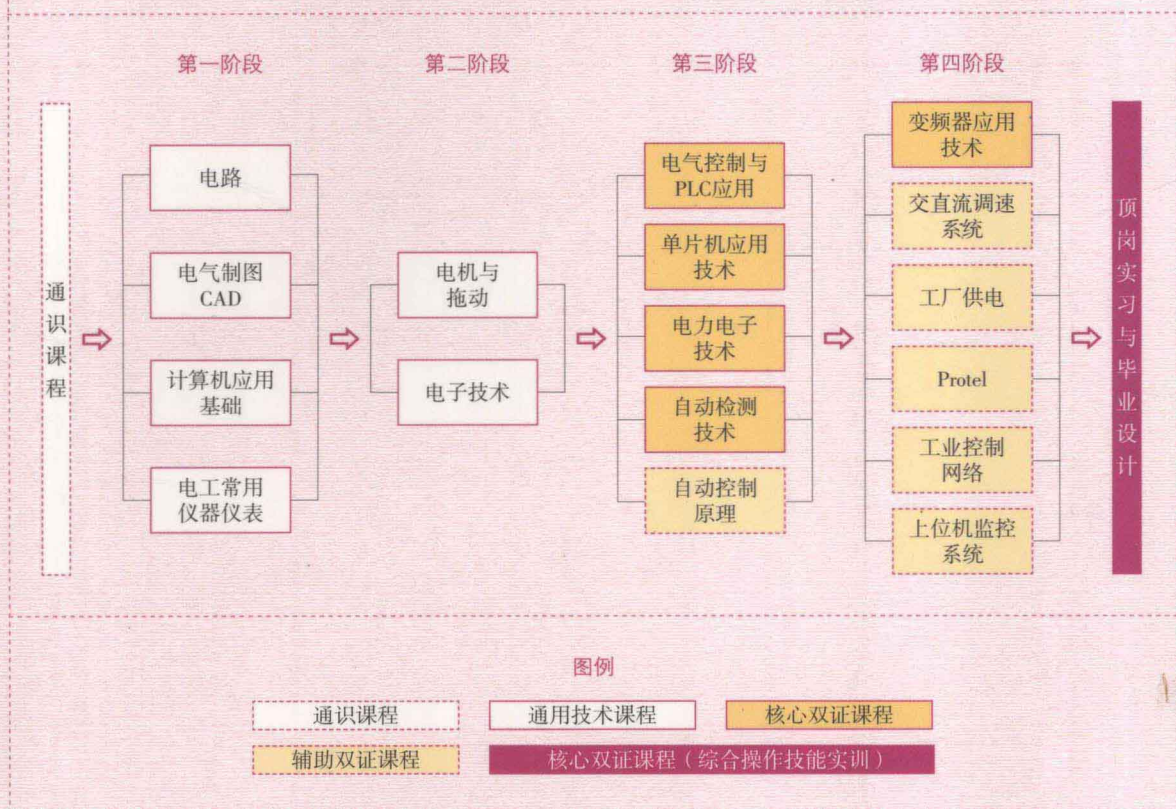 第一阶段
第二阶段
第三阶段
第四阶段
通识课程
电路
电气制图
CAD
计算机应用
基础
电工常用
仪器仪表
电机与
拖动
电子技术
电气控制与
PLC应用
单片机应用
技术
电力电子
技术
自动检测
技术
自动控制
原理
变频器应用
技术
交直流调速
系统
工厂供电
Protel
工业控制
网络
上位机监控
系统
顶岗实习与毕业设计
图例
通识课程
通用技术课程
核心双证课程
辅助双证课程
核心双证课程（综合操作技能实训）